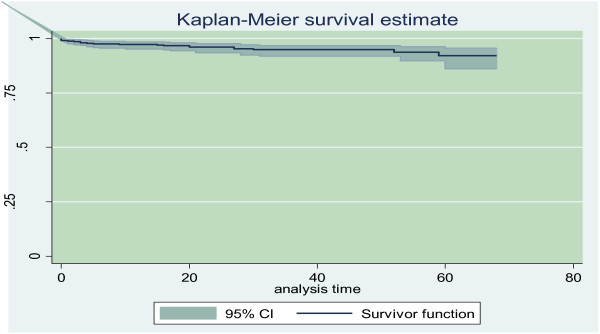 Kaplan-Meier survival estimate
1
.75
.5
.25
0
0 20 40 60 80
analysis time
95% CI Survivor function